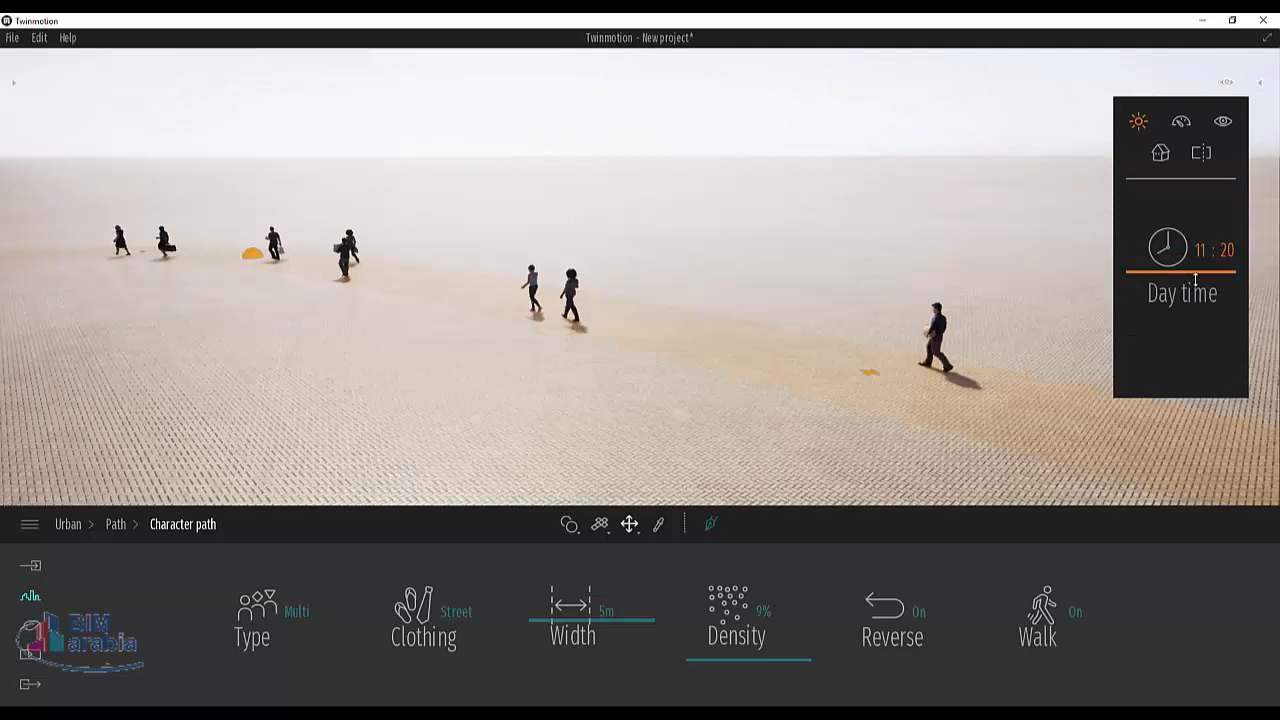 Twinmotion
File Edit Help
Twinmotion - New project*
11 : 20
Day time
Urban > Path > Character path
Multi
Type
Street
Clothing
5m
Width
9%
Density
On
Reverse
On
Walk
BIM
arabia